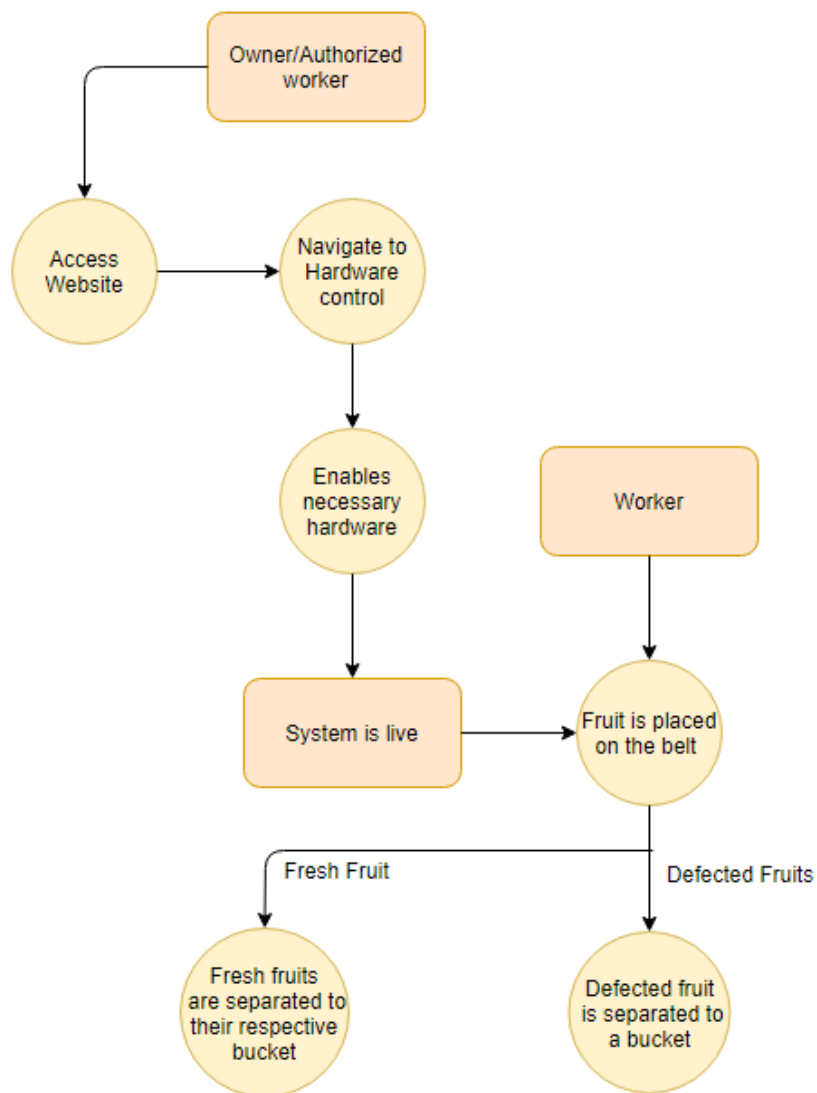 Owner/Authorized
worker
Access
Website
Navigate to
Hardware
control
Enables
necessary
hardware
Worker
System is live
Fruit is placed
on the belt
Fresh Fruit
Defected Fruits
Fresh fruits
are separated to
their respective
bucket
Defected fruit
is separated to
a bucket